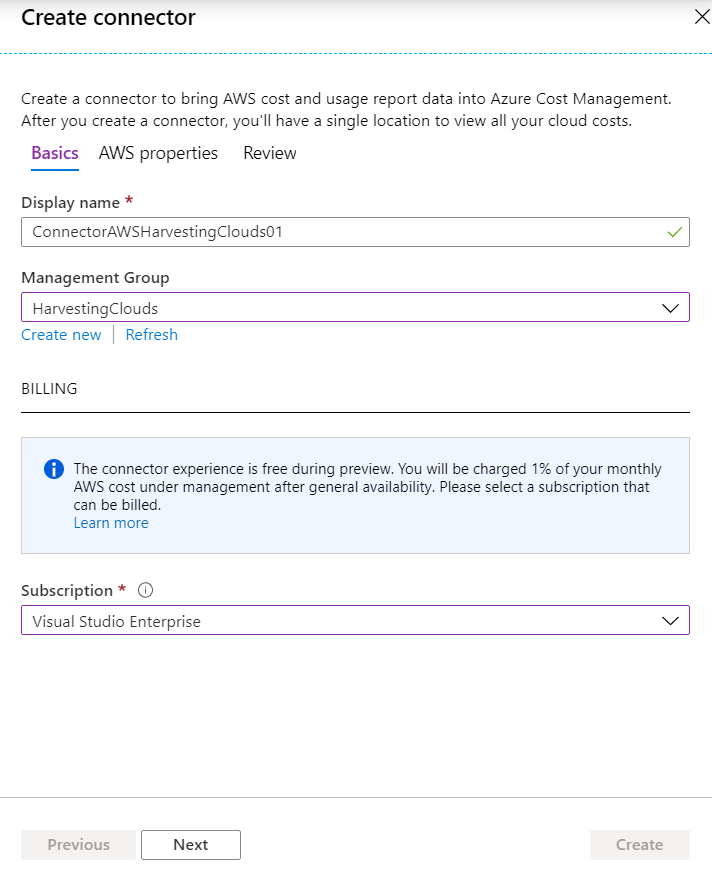 Create connector
Create a connector to bring AWS cost and usage report data into Azure Cost Management.
After you create a connector, you'll have a single location to view all your cloud costs.
Basics AWS properties Review
Display name *
ConnectorAWSHarvestingClouds01
Management Group
HarvestingClouds
Create new | Refresh
BILLING
The connector experience is free during preview. You will be charged 1% of your monthly
AWS cost under management after general availability. Please select a subscription that
can be billed.
Learn more
Subscription *
Visual Studio Enterprise
Previous Next Create